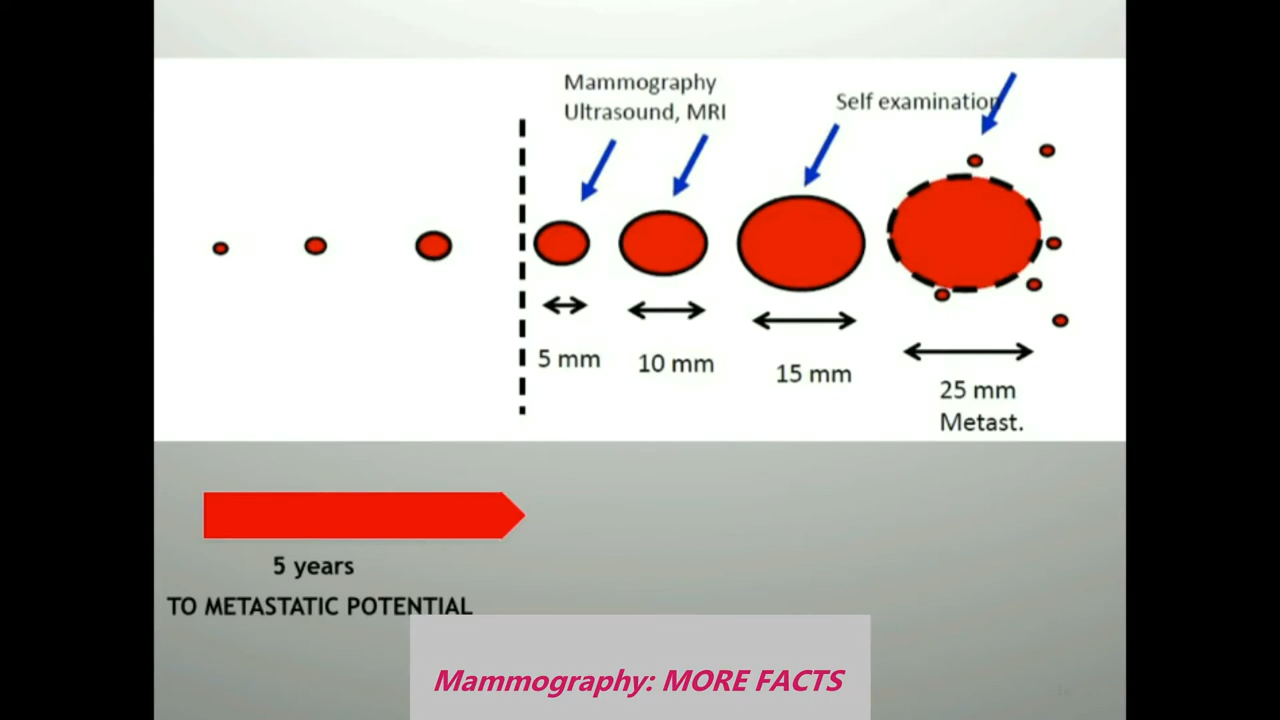 Mammography
Ultrasound, MRI
Self examination
5 mm
10 mm
15 mm
25 mm
Metast.
5 years
TO METASTATIC POTENTIAL
Mammography: MORE FACTS